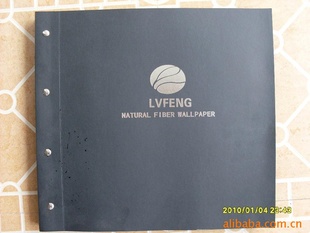 LVFENG
NATURAL FIBER WALLPAPER
2010/01/04 23:43
alibaba.com.cn